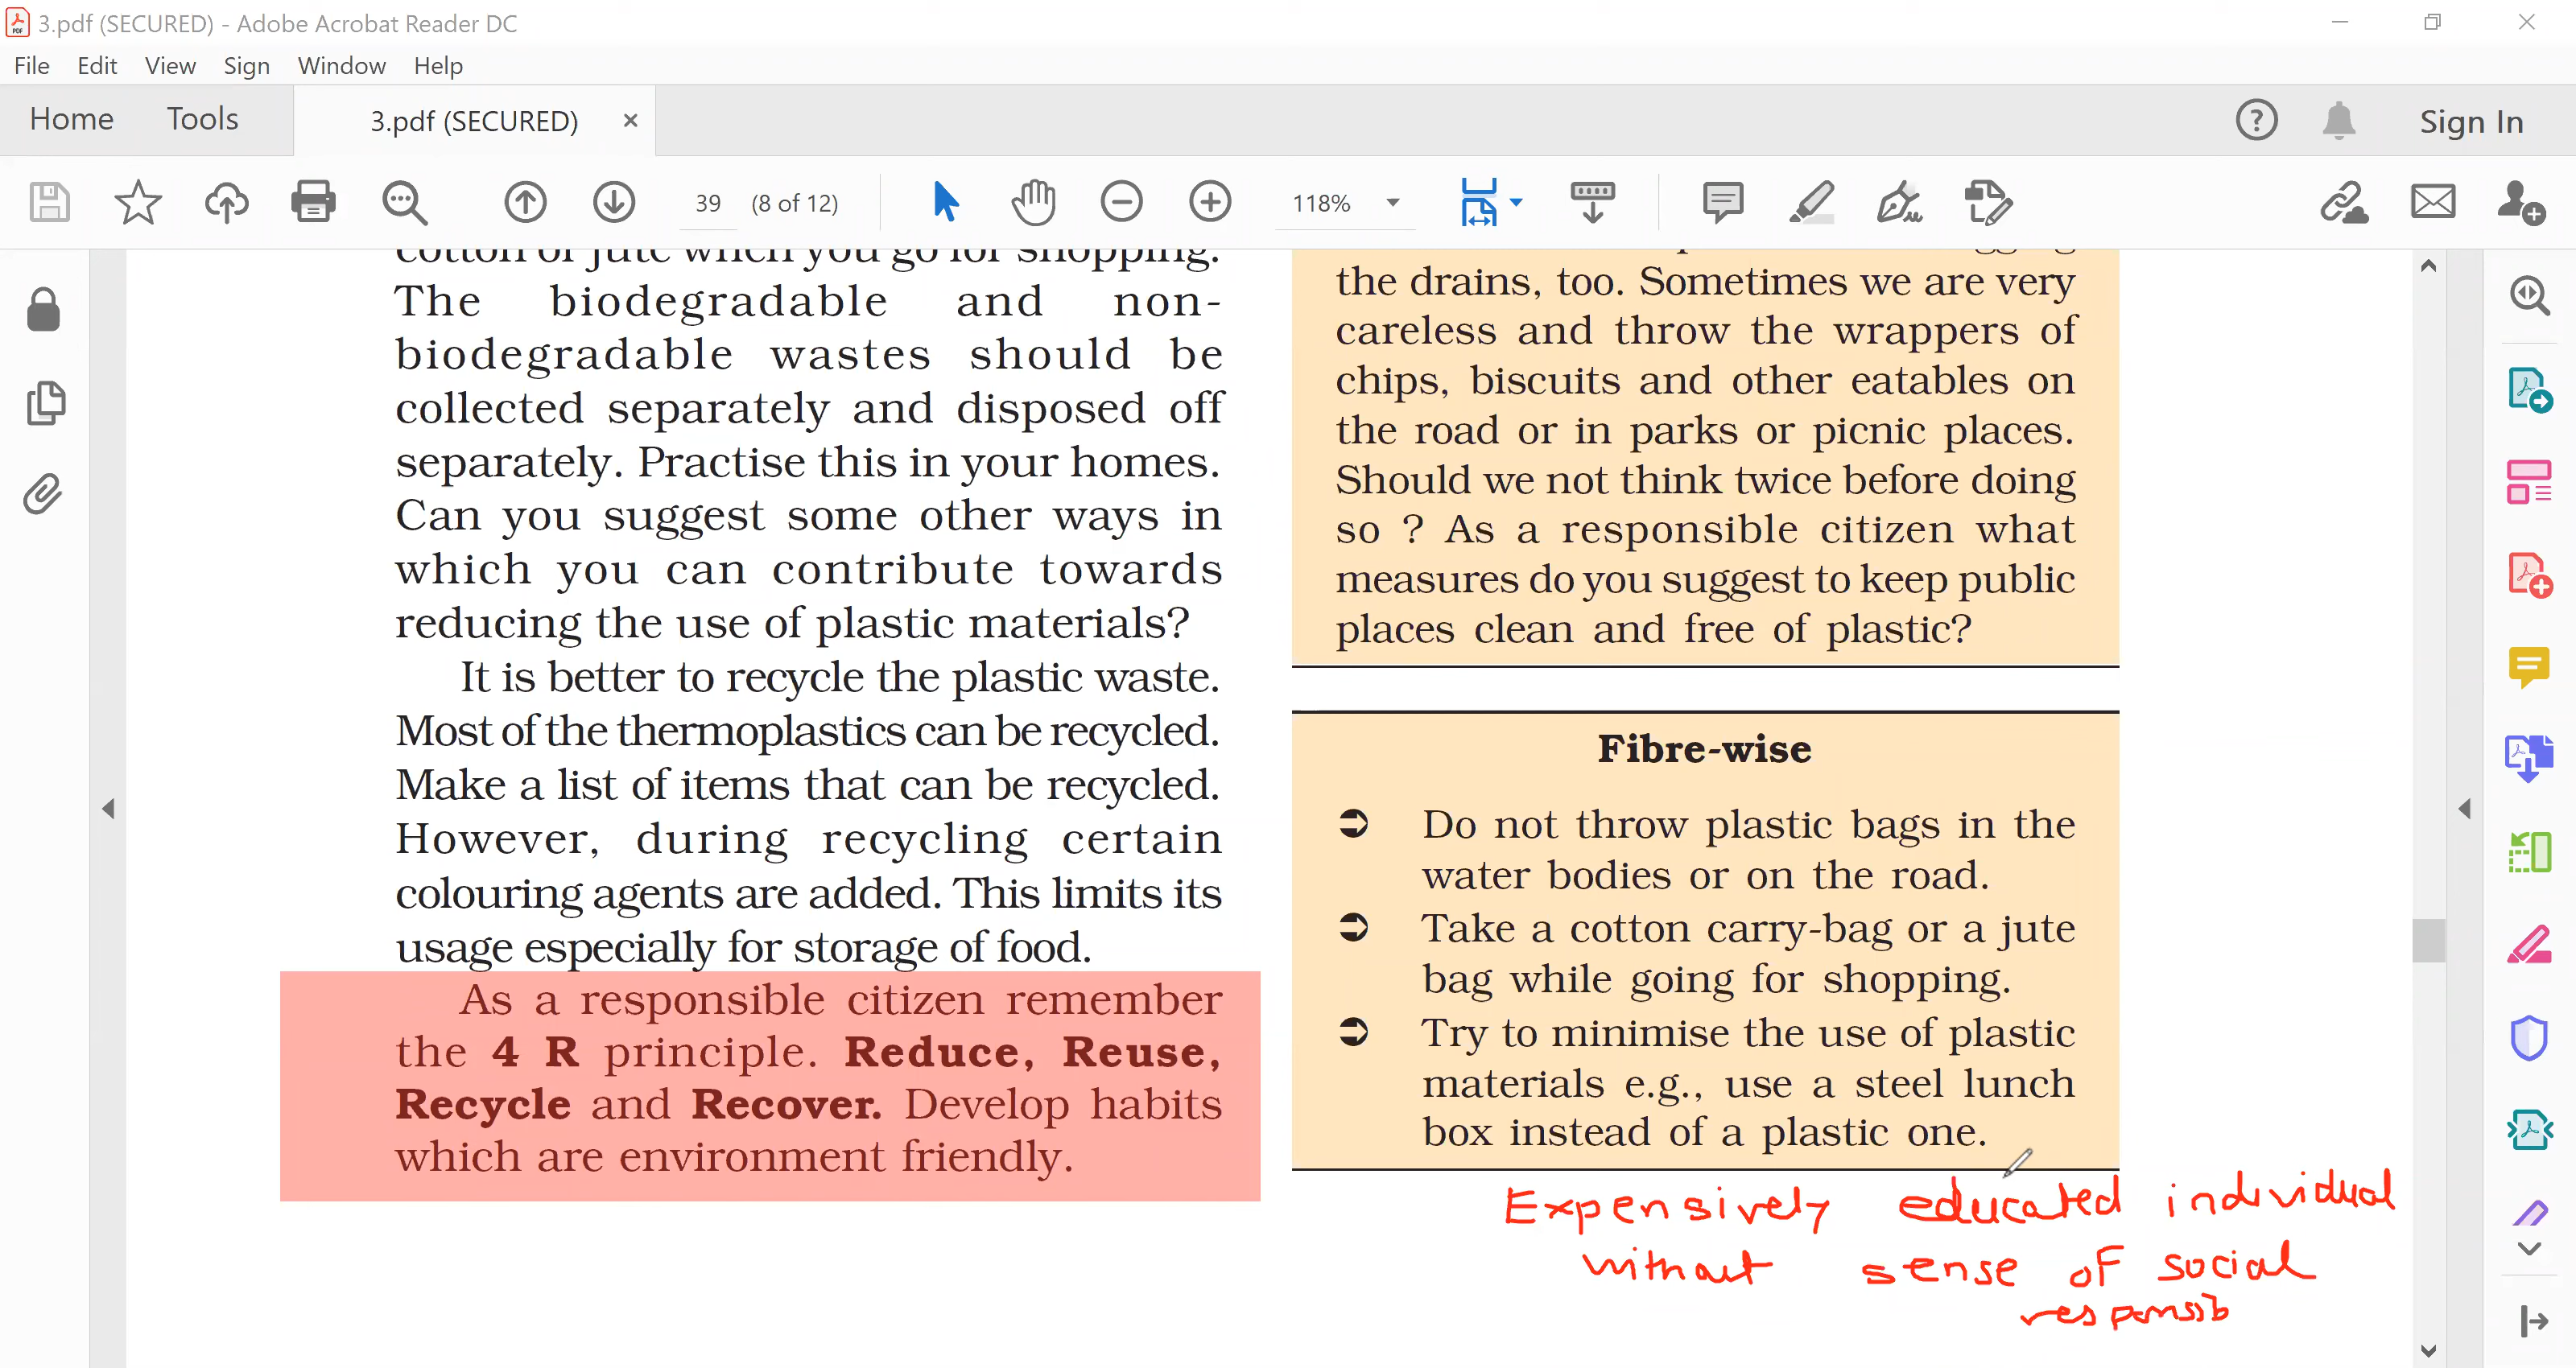 3.pdf (SECURED) - Adobe Acrobat Reader DC
File Edit View Sign Window Help
Home Tools 3.pdf (SECURED) × Sign In
39 (8 of 12) 118%
cotton or jute when you go for shopping.
The biodegradable and non-
biodegradable wastes should be
collected separately and disposed off
separately. Practise this in your homes.
Can you suggest some other ways in
which you can contribute towards
reducing the use of plastic materials?
It is better to recycle the plastic waste.
Most of the thermoplastics can be recycled.
Make a list of items that can be recycled.
However, during recycling certain
colouring agents are added. This limits its
usage especially for storage of food.
As a responsible citizen remember
the 4 R principle. Reduce, Reuse,
Recycle and Recover. Develop habits
which are environment friendly.
the drains, too. Sometimes we are very
careless and throw the wrappers of
chips, biscuits and other eatables on
the road or in parks or picnic places.
Should we not think twice before doing
so ? As a responsible citizen what
measures do you suggest to keep public
places clean and free of plastic?
Fibre-wise
➲ Do not throw plastic bags in the
water bodies or on the road.
➲ Take a cotton carry-bag or a jute
bag while going for shopping.
➲ Try to minimise the use of plastic
materials e.g., use a steel lunch
box instead of a plastic one.
Expensively educated individual
without sense of social
responsib